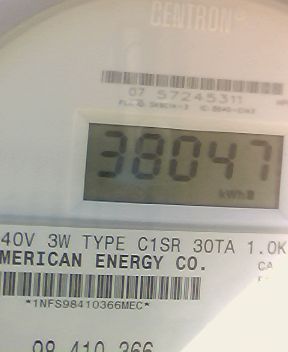 CENTRON
07 57245311
38047
kWh
40V 3W TYPE C1SR 30TA 1.0K
MERICAN ENERGY CO.
CA
*1NFS98410366MEC*
98 410 366